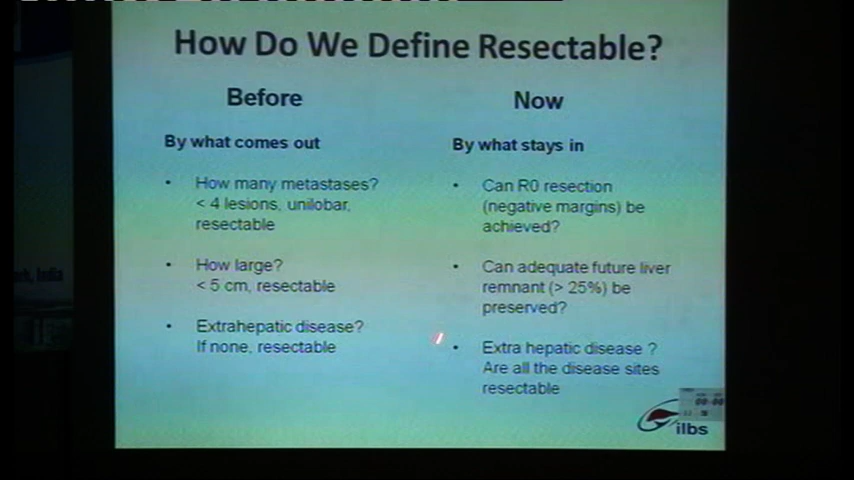 How Do We Define Resectable?
Before
By what comes out
• How many metastases?
< 4 lesions, unilobar,
resectable
• How large?
< 5 cm, resectable
• Extrahepatic disease?
If none, resectable
Now
By what stays in
• Can R0 resection
(negative margins) be
achieved?
• Can adequate future liver
remnant (> 25%) be
preserved?
• Extra hepatic disease ?
Are all the disease sites
resectable
ilbs
India